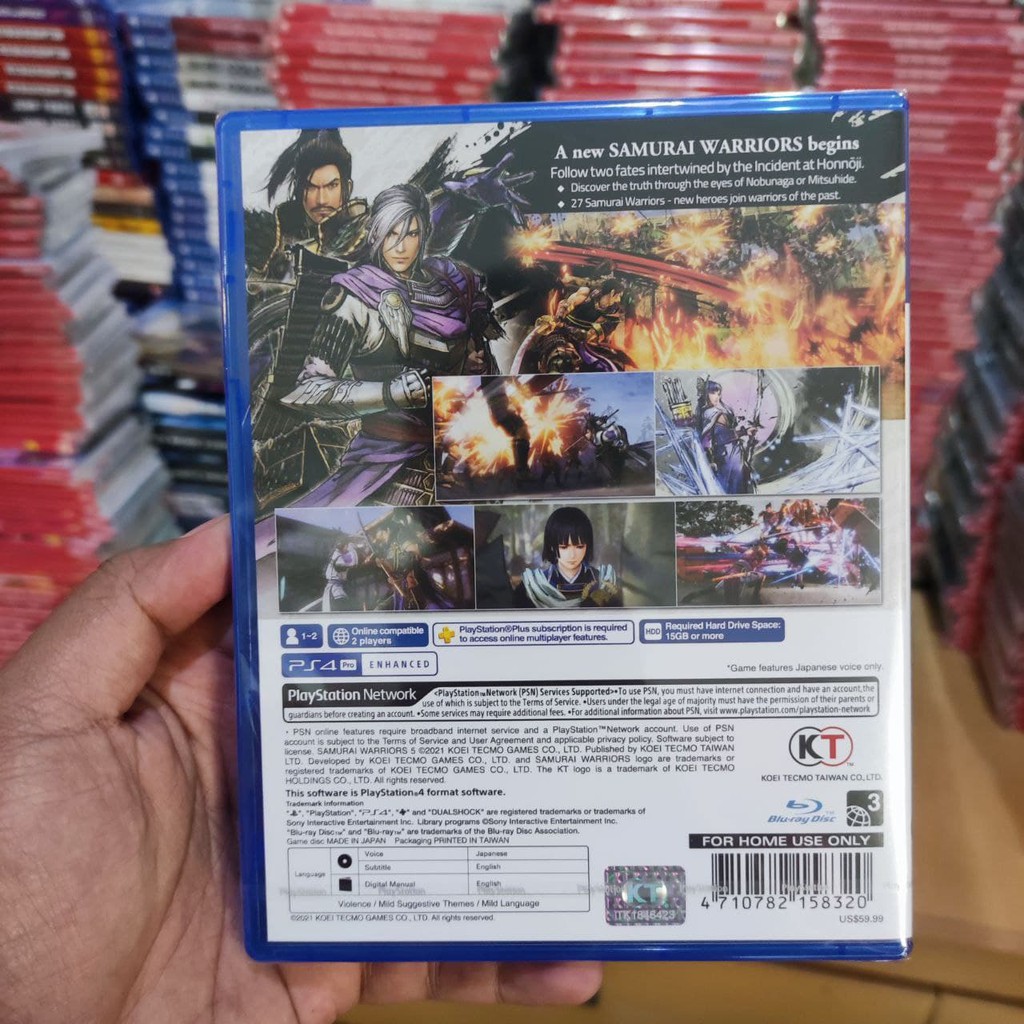 A new SAMURAI WARRIORS begins
Follow two fates intertwined by the Incident at Honnōji.
◆ Discover the truth through the eyes of Nobunaga or Mitsuhide.
◆ 27 Samurai Warriors - new heroes join warriors of the past.
1-2
Online compatible
2 players
PlayStation®Plus subscription is required
to access online multiplayer features.
HDD
Required Hard Drive Space:
15GB or more
PS4 Pro ENHANCED
*Game features Japanese voice only.
PlayStation Network
<PlayStation™Network (PSN) Services Supported>•To use PSN, you must have internet connection and have an account,the
use of which is subject to the Terms of Service. •Users under the legal age of majority must have the permission of their parents or
guardians before creating an account. •Some services may require additional fees. •For additional information about PSN, visit www.playstation.com/playstation-network
• PSN online features require broadband internet service and a PlayStation™Network account. Use of PSN
account is subject to the Terms of Service and User Agreement and applicable privacy policy. Software subject to
license. SAMURAI WARRIORS 5 ©2021 KOEI TECMO GAMES CO., LTD. Published by KOEI TECMO TAIWAN
LTD. Developed by KOEI TECMO GAMES CO., LTD. and SAMURAI WARRIORS logo are trademarks or
registered trademarks of KOEI TECMO GAMES CO., LTD. The KT logo is a trademark of KOEI TECMO
HOLDINGS CO., LTD. All rights reserved.
KT™
KOEI TECMO TAIWAN CO.,LTD.
This software is PlayStation®4 format software.
Trademark Information
"PlayStation", "PS4", and "DUALSHOCK" are registered trademarks or trademarks of
Sony Interactive Entertainment Inc. Library programs ©Sony Interactive Entertainment Inc.
"Blu-ray Disc™" and "Blu-ray™" are trademarks of the Blu-ray Disc Association.
Game disc MADE IN JAPAN Packaging PRINTED IN TAIWAN
Blu-ray Disc™
3
FOR HOME USE ONLY
Language
Voice Japanese
Subtitle English
Digital Manual English
Violence / Mild Suggestive Themes / Mild Language
©2021 KOEI TECMO GAMES CO., LTD. All rights reserved.
KT
4 710782 158320
US$59.99